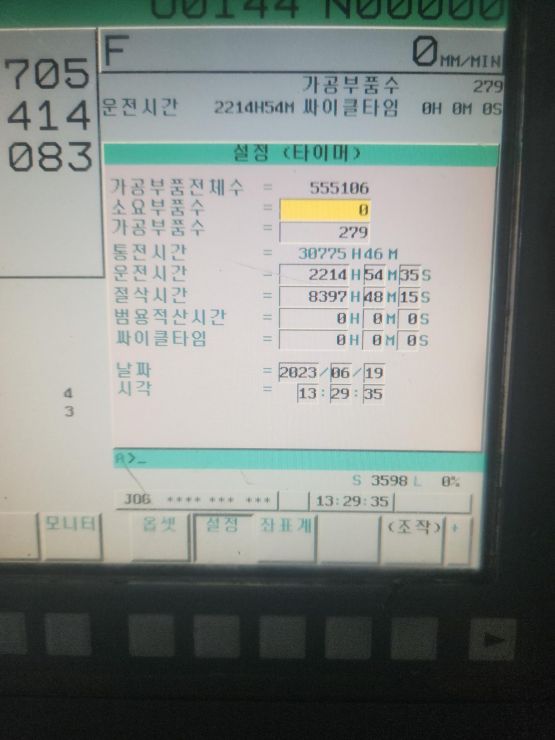 O0144 N00000
705
414
083
F 0 MM/MIN
가공부품수 279
운전시간 2214H54M 싸이클타임 0H 0M 0S
설정 (타이머)
가공부품전체수 = 555106
소요부품수 = 0
가공부품수 = 279
통전시간 = 30775 H 46 M
운전시간 = 2214 H 54 M 35 S
절삭시간 = 8397 H 48 M 15 S
범용적산시간 = 0 H 0 M 0 S
싸이클타임 = 0 H 0 M 0 S
날짜 = 2023/06/19
시각 = 13:29:35
4
3
A>_
S 3598 L 0%
JOG **** *** *** 13:29:35
모니터 옵셋 설정 좌표계 (조작) +